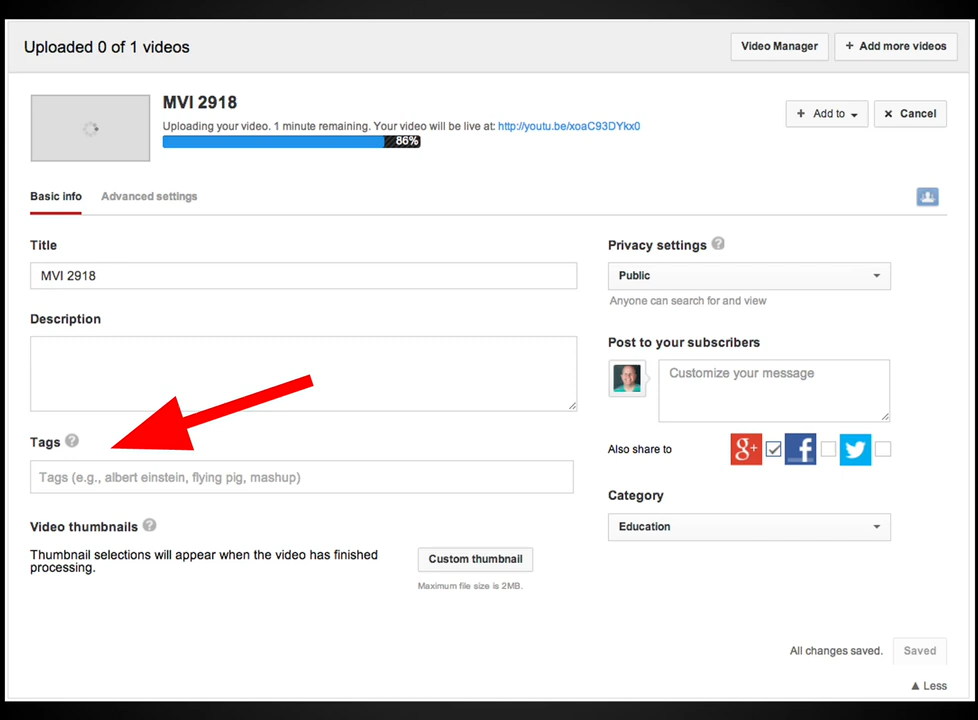 Uploaded 0 of 1 videos
Video Manager
+ Add more videos
MVI 2918
Uploading your video. 1 minute remaining. Your video will be live at: http://youtu.be/xoaC93DYkx0
86%
+ Add to
× Cancel
Basic info
Advanced settings
Title
MVI 2918
Description
Tags ?
Tags (e.g., albert einstein, flying pig, mashup)
Video thumbnails ?
Thumbnail selections will appear when the video has finished
processing.
Custom thumbnail
Maximum file size is 2MB.
Privacy settings ?
Public
Anyone can search for and view
Post to your subscribers
Customize your message
Also share to
g+
f
Category
Education
All changes saved.
Saved
▲ Less